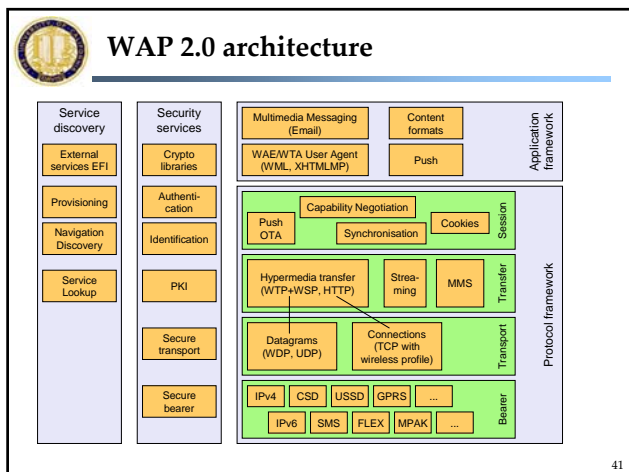 WAP 2.0 architecture
Service
discovery
External
services EFI
Provisioning
Navigation
Discovery
Service
Lookup
Security
services
Crypto
libraries
Authenti-
cation
Identification
PKI
Secure
transport
Secure
bearer
Multimedia Messaging
(Email)
Content
formats
WAE/WTA User Agent
(WML, XHTMLMP)
Push
Application
framework
Capability Negotiation
Push
OTA
Synchronisation
Cookies
Session
Hypermedia transfer
(WTP+WSP, HTTP)
Strea-
ming
MMS
Transfer
Datagrams
(WDP, UDP)
Connections
(TCP with
wireless profile)
Transport
IPv4
CSD
USSD
GPRS
...
IPv6
SMS
FLEX
MPAK
...
Bearer
Protocol framework
41